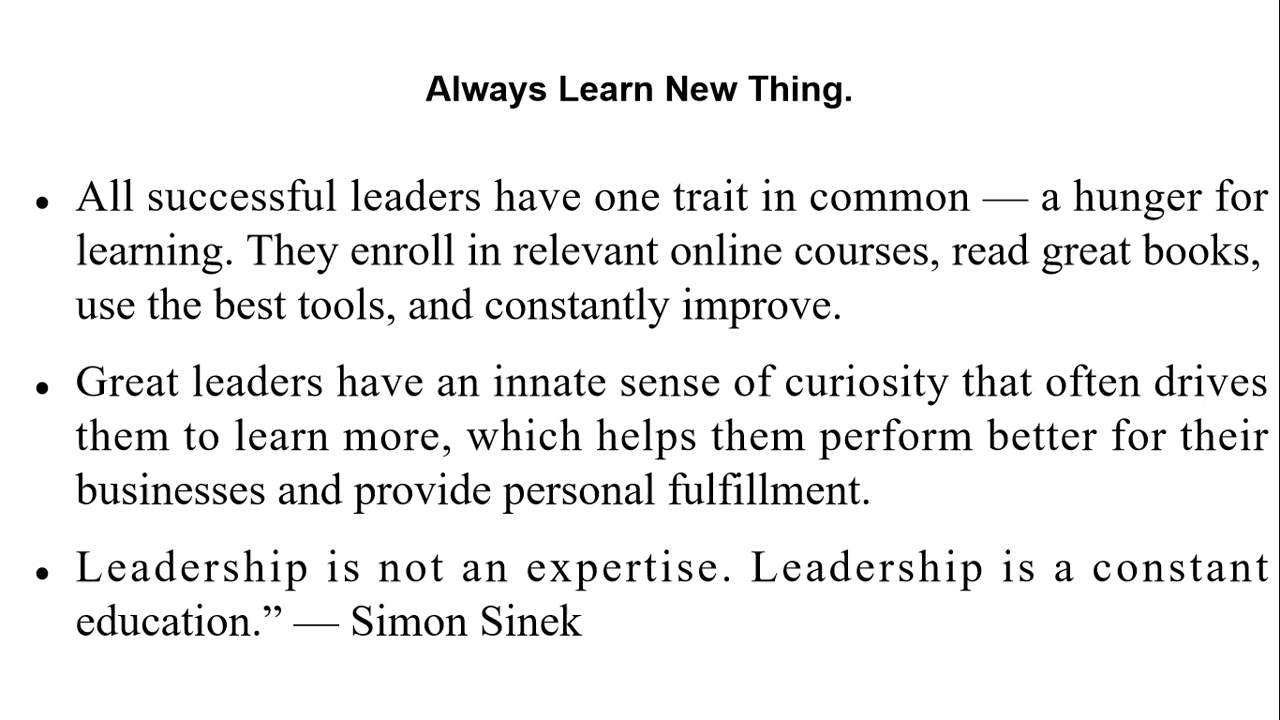 Always Learn New Thing.
• All successful leaders have one trait in common — a hunger for
learning. They enroll in relevant online courses, read great books,
use the best tools, and constantly improve.
• Great leaders have an innate sense of curiosity that often drives
them to learn more, which helps them perform better for their
businesses and provide personal fulfillment.
• Leadership is not an expertise. Leadership is a constant
education.” — Simon Sinek